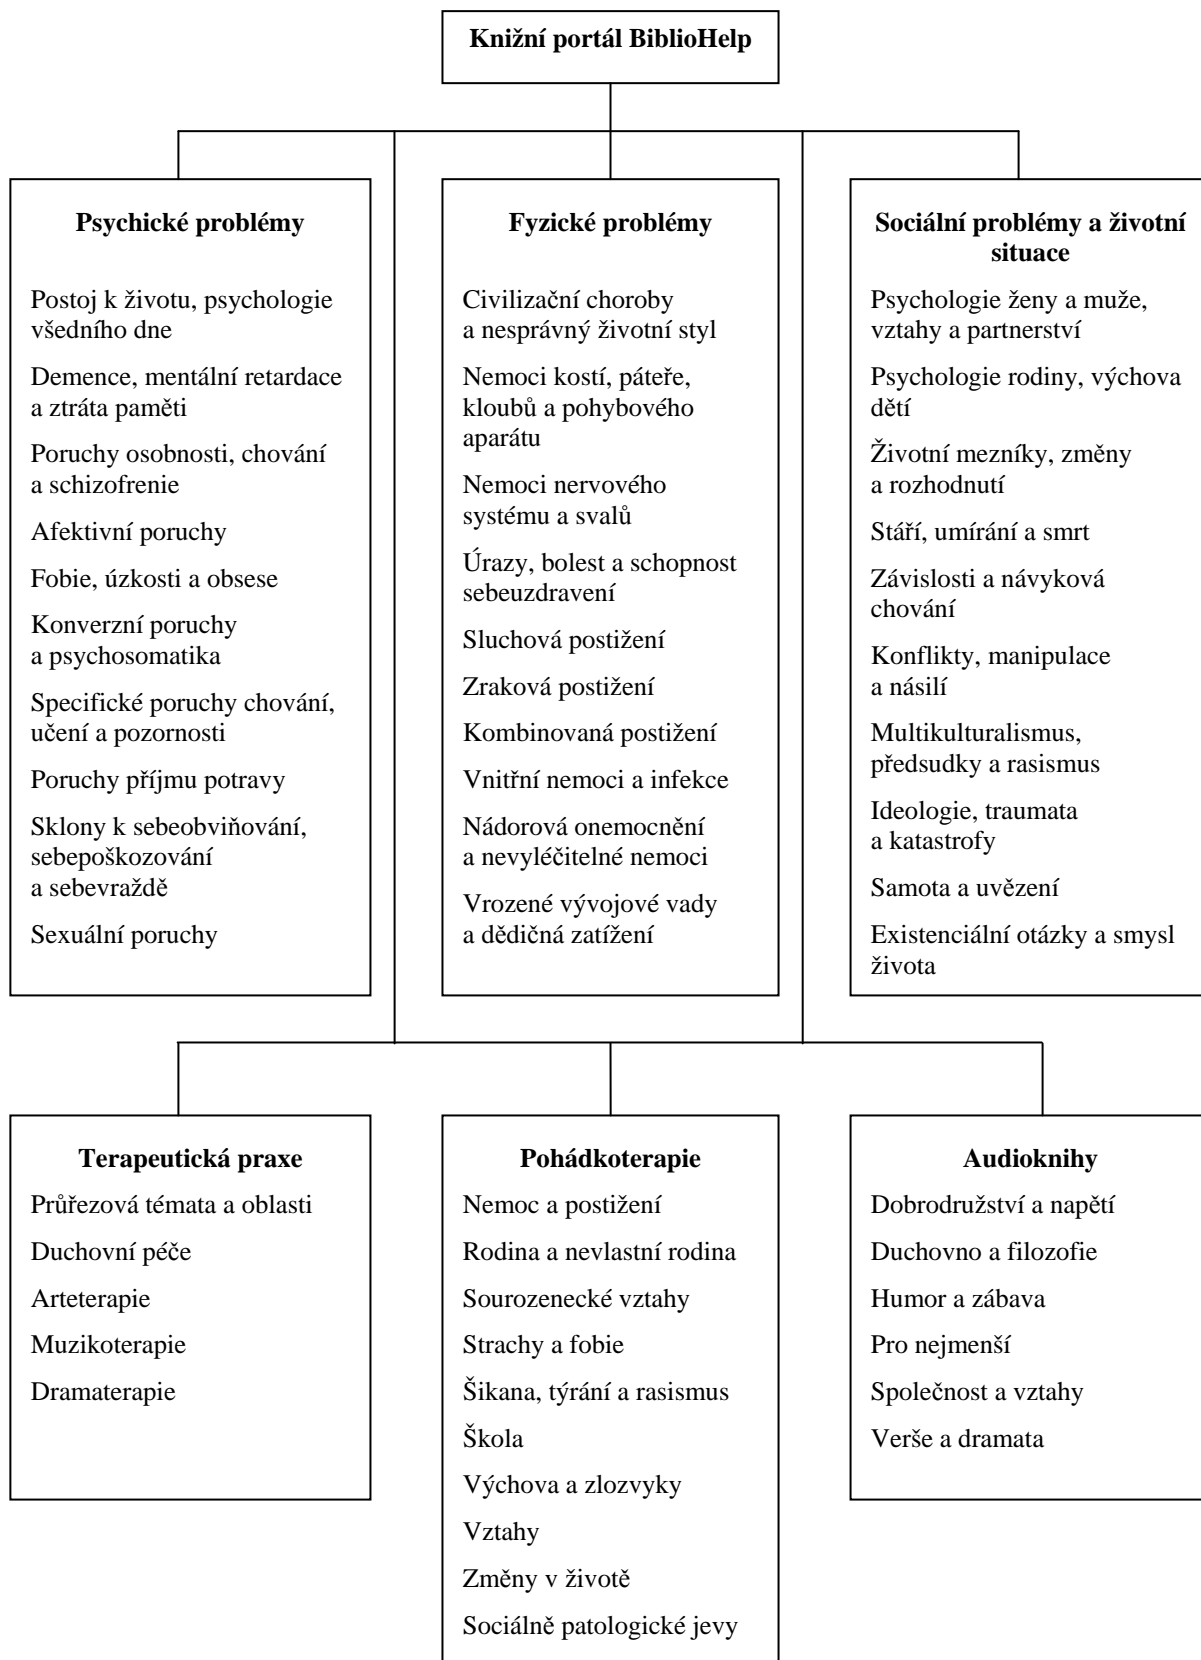 Knižní portál BiblioHelp
Psychické problémy
Postoj k životu, psychologie
všedního dne
Demence, mentální retardace
a ztráta paměti
Poruchy osobnosti, chování
a schizofrenie
Afektivní poruchy
Fobie, úzkosti a obsese
Konverzní poruchy
a psychosomatika
Specifické poruchy chování,
učení a pozornosti
Poruchy příjmu potravy
Sklony k sebeobviňování,
sebepoškozování
a sebevraždě
Sexuální poruchy
Fyzické problémy
Civilizační choroby
a nesprávný životní styl
Nemoci kostí, páteře,
kloubů a pohybového
aparátu
Nemoci nervového
systému a svalů
Úrazy, bolest a schopnost
sebeuzdravení
Sluchová postižení
Zraková postižení
Kombinovaná postižení
Vnitřní nemoci a infekce
Nádorová onemocnění
a nevyléčitelné nemoci
Vrozené vývojové vady
a dědičná zatížení
Sociální problémy a životní
situace
Psychologie ženy a muže,
vztahy a partnerství
Psychologie rodiny, výchova
dětí
Životní mezníky, změny
a rozhodnutí
Stáří, umírání a smrt
Závislosti a návyková
chování
Konflikty, manipulace
a násilí
Multikulturalismus,
předsudky a rasismus
Ideologie, traumata
a katastrofy
Samota a uvěznění
Existenciální otázky a smysl
života
Terapeutická praxe
Průřezová témata a oblasti
Duchovní péče
Arteterapie
Muzikoterapie
Dramaterapie
Pohádkoterapie
Nemoc a postižení
Rodina a nevlastní rodina
Sourozenecké vztahy
Strachy a fobie
Šikana, týrání a rasismus
Škola
Výchova a zlozvyky
Vztahy
Změny v životě
Sociálně patologické jevy
Audioknihy
Dobrodružství a napětí
Duchovno a filozofie
Humor a zábava
Pro nejmenší
Společnost a vztahy
Verše a dramata